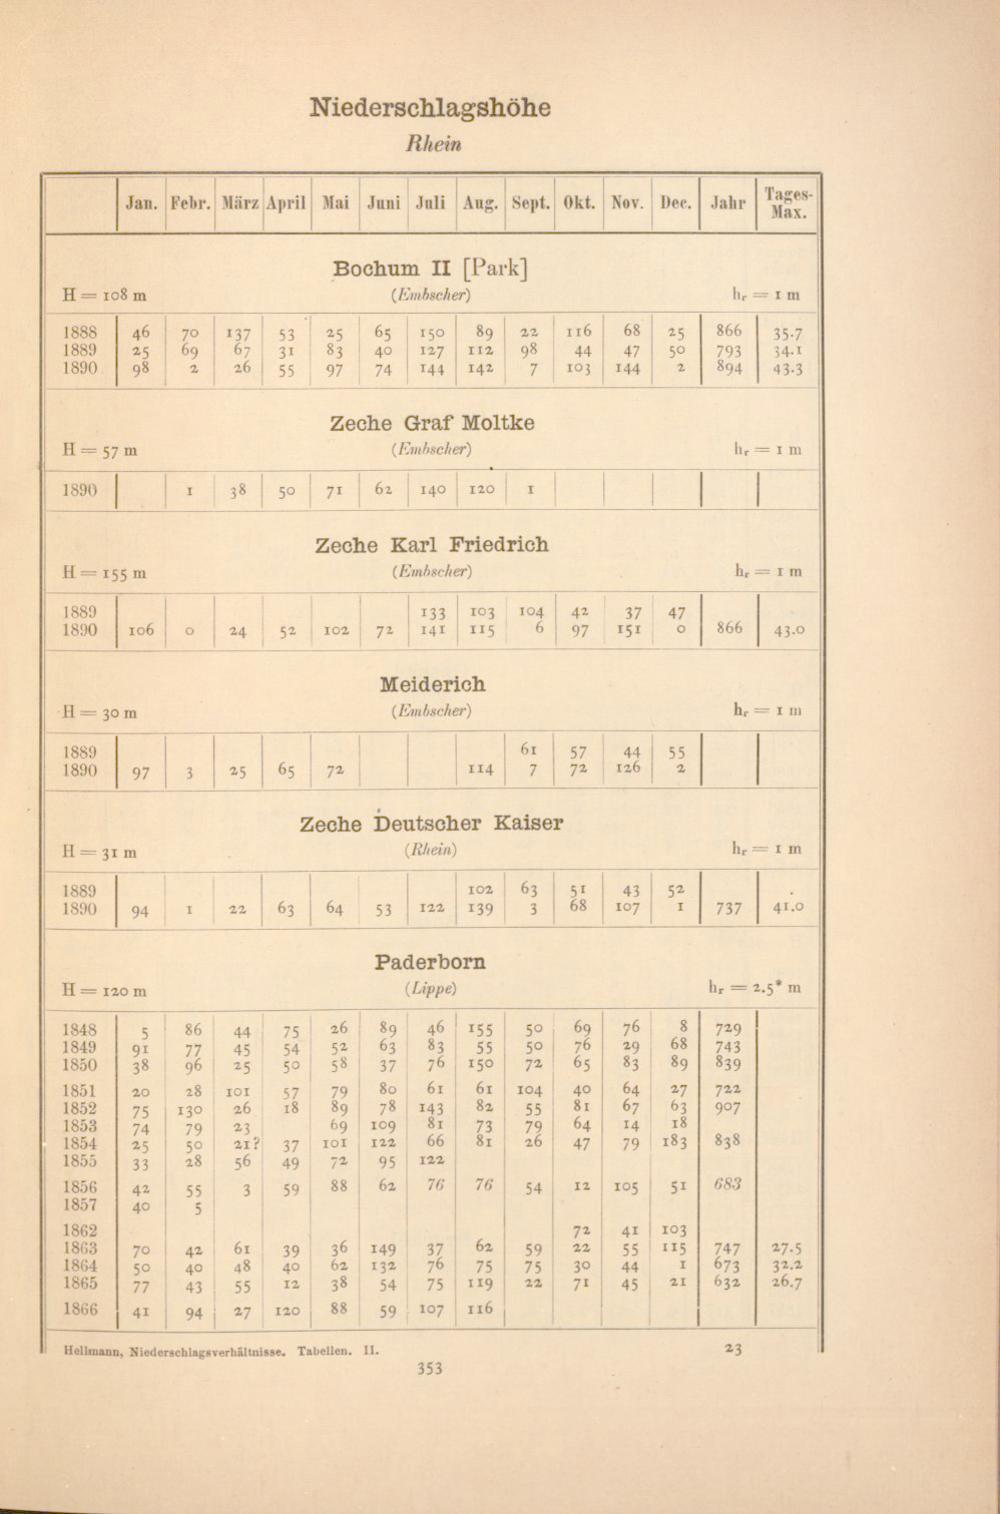 Niederschlagshöhe
Rhein
Jan. Febr. März April Mai Juni Juli Aug. Sept. Okt. Nov. Dec. Jahr Tages-Max.
Bochum II [Park]
H = 108 m (Embscher) hr = 1 m
1888 46 70 137 53 25 65 150 89 22 116 68 25 866 35.7
1889 25 69 67 31 83 40 127 112 98 44 47 50 793 34.1
1890 98 2 26 55 97 74 144 142 7 103 144 2 894 43.3
Zeche Graf Moltke
H = 57 m (Embscher) hr = 1 m
1890 1 38 50 71 62 140 120 1
Zeche Karl Friedrich
H = 155 m (Embscher) hr = 1 m
1889 133 103 104 42 37 47
1890 106 0 24 52 102 72 141 115 6 97 151 0 866 43.0
Meiderich
H = 30 m (Embscher) hr = 1 m
1889 61 57 44 55
1890 97 3 25 65 72 114 7 72 126 2
Zeche Deutscher Kaiser
H = 31 m (Rhein) hr = 1 m
1889 102 63 51 43 52 .
1890 94 1 22 63 64 53 122 139 3 68 107 1 737 41.0
Paderborn
H = 120 m (Lippe) hr = 2.5* m
1848 5 86 44 75 26 89 46 155 50 69 76 8 729
1849 91 77 45 54 52 63 83 55 50 76 29 68 743
1850 38 96 25 50 58 37 76 150 72 65 83 89 839
1851 20 28 101 57 79 80 61 61 104 40 64 27 722
1852 75 130 26 18 89 78 143 82 55 81 67 63 907
1853 74 79 23 69 109 81 73 79 64 14 18
1854 25 50 21? 37 101 122 66 81 26 47 79 183 838
1855 33 28 56 49 72 95 122
1856 42 55 3 59 88 62 76 76 54 12 105 51 683
1857 40 5
1862 72 41 103
1863 70 42 61 39 36 149 37 62 59 22 55 115 747 27.5
1864 50 40 48 40 62 132 76 75 75 30 44 1 673 32.2
1865 77 43 55 12 38 54 75 119 22 71 45 21 632 26.7
1866 41 94 27 120 88 59 107 116
Hellmann, Niederschlagsverhältnisse. Tabellen. II. 23
353